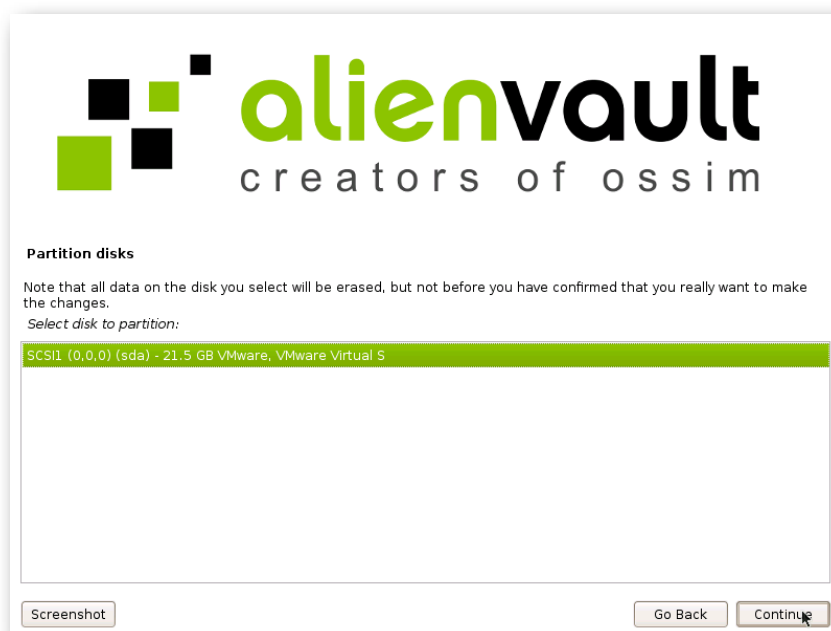 alienvault
creators of ossim
Partition disks
Note that all data on the disk you select will be erased, but not before you have confirmed that you really want to make
the changes.
Select disk to partition:
SCSI1 (0,0,0) (sda) - 21.5 GB VMware, VMware Virtual S
Screenshot
Go Back
Continue